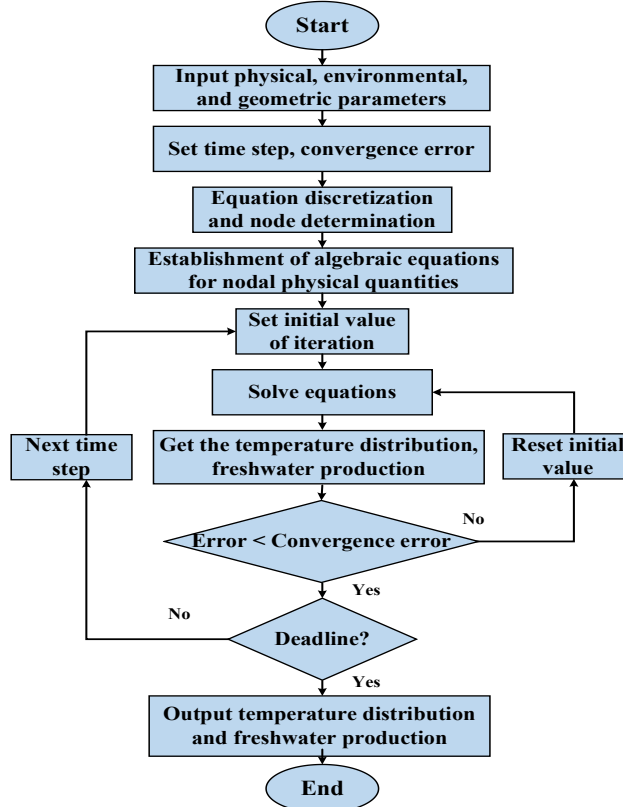 Start
Input physical, environmental,
and geometric parameters
Set time step, convergence error
Equation discretization
and node determination
Establishment of algebraic equations
for nodal physical quantities
Set initial value
of iteration
Solve equations
Next time
step
Get the temperature distribution,
freshwater production
Reset initial
value
Error < Convergence error
No
Yes
No
Deadline?
Yes
Output temperature distribution
and freshwater production
End